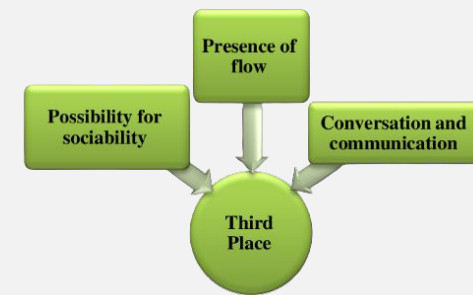 Presence of
flow
Possibility for
sociability
Conversation and
communication
Third
Place